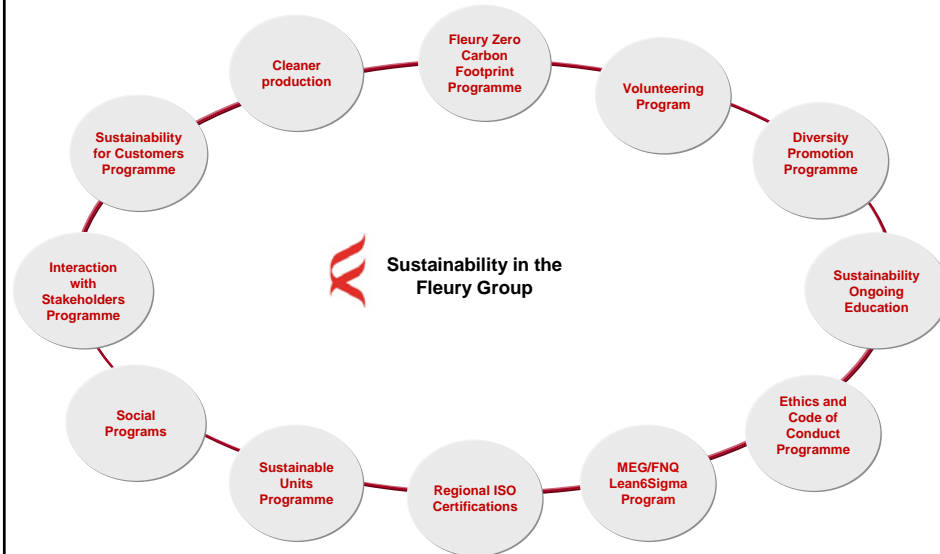 Fleury Zero
Carbon
Footprint
Programme
Volunteering
Program
Diversity
Promotion
Programme
Sustainability
Ongoing
Education
Ethics and
Code of
Conduct
Programme
MEG/FNQ
Lean6Sigma
Program
Regional ISO
Certifications
Sustainable
Units
Programme
Social
Programs
Interaction
with
Stakeholders
Programme
Sustainability
for Customers
Programme
Cleaner
production
Sustainability in the
Fleury Group